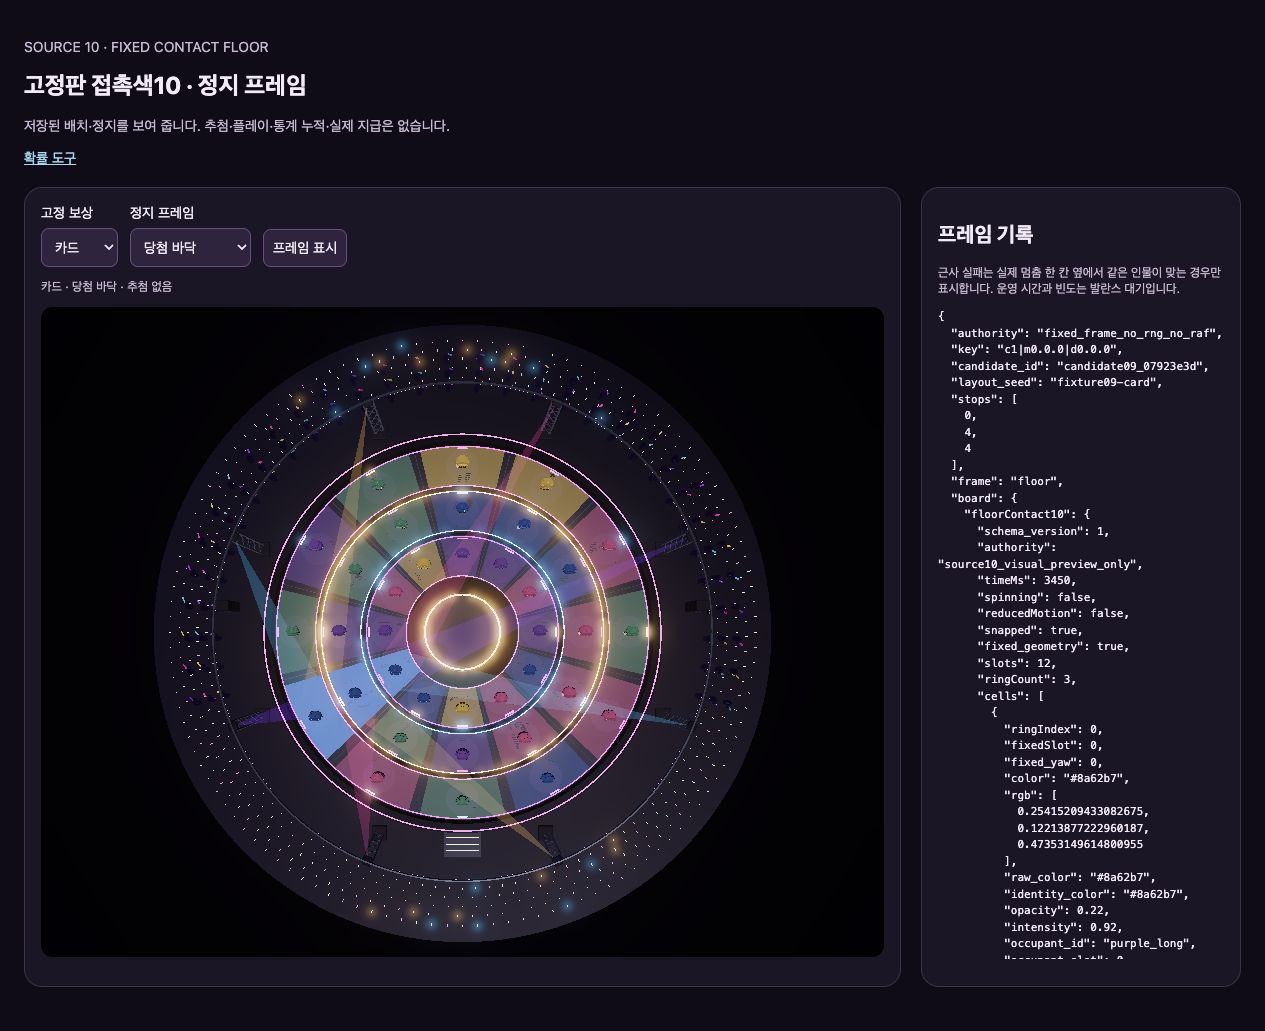 SOURCE 10 · FIXED CONTACT FLOOR
고정판 접촉색10 · 정지 프레임
저장된 배치·정지를 보여 줍니다. 추첨·플레이·통계 누적·실제 지급은 없습니다.
확률 도구
고정 보상
정지 프레임
카드
당첨 바닥
프레임 표시
카드 · 당첨 바닥 · 추첨 없음
프레임 기록
근사 실패는 실제 멈춤 한 칸 옆에서 같은 인물이 맞는 경우만
표시합니다. 운영 시간과 빈도는 발란스 대기입니다.
{
"authority": "fixed_frame_no_rng_no_raf",
"key": "c1|m0.0.0|d0.0.0",
"candidate_id": "candidate09_07923e3d",
"layout_seed": "fixture09-card",
"stops": [
0,
4,
4
],
"frame": "floor",
"board": {
"floorContact10": {
"schema_version": 1,
"authority":
"source10_visual_preview_only",
"timeMs": 3450,
"spinning": false,
"reducedMotion": false,
"snapped": true,
"fixed_geometry": true,
"slots": 12,
"ringCount": 3,
"cells": [
{
"ringIndex": 0,
"fixedSlot": 0,
"fixed_yaw": 0,
"color": "#8a62b7",
"rgb": [
0.25415209433082675,
0.12213877222960187,
0.47353149614800955
],
"raw_color": "#8a62b7",
"identity_color": "#8a62b7",
"opacity": 0.22,
"intensity": 0.92,
"occupant_id": "purple_long",